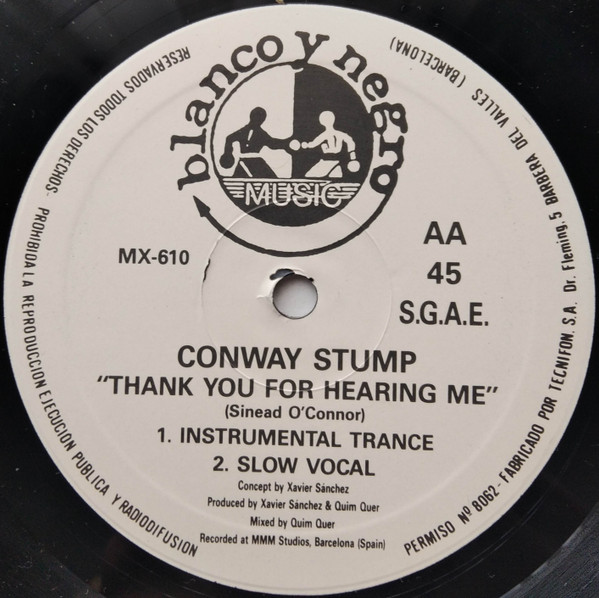 blanco y negro
MUSIC
MX-610
AA
45
S.G.A.E.
CONWAY STUMP
"THANK YOU FOR HEARING ME"
(Sinead O'Connor)
1. INSTRUMENTAL TRANCE
2. SLOW VOCAL
Concept by Xavier Sánchez
Produced by Xavier Sánchez & Quim Quer
Mixed by Quim Quer
Recorded at MMM Studios, Barcelona (Spain)
RESERVADOS TODOS LOS DERECHOS- PROHIBIDA LA REPRODUCCION EJECUCION PUBLICA Y RADIODIFUSION
PERMISO Nº 8062-FABRICADO POR TECNIFON, S.A. Dr. Fleming, 5 BARBERA DEL VALLES (BARCELONA)